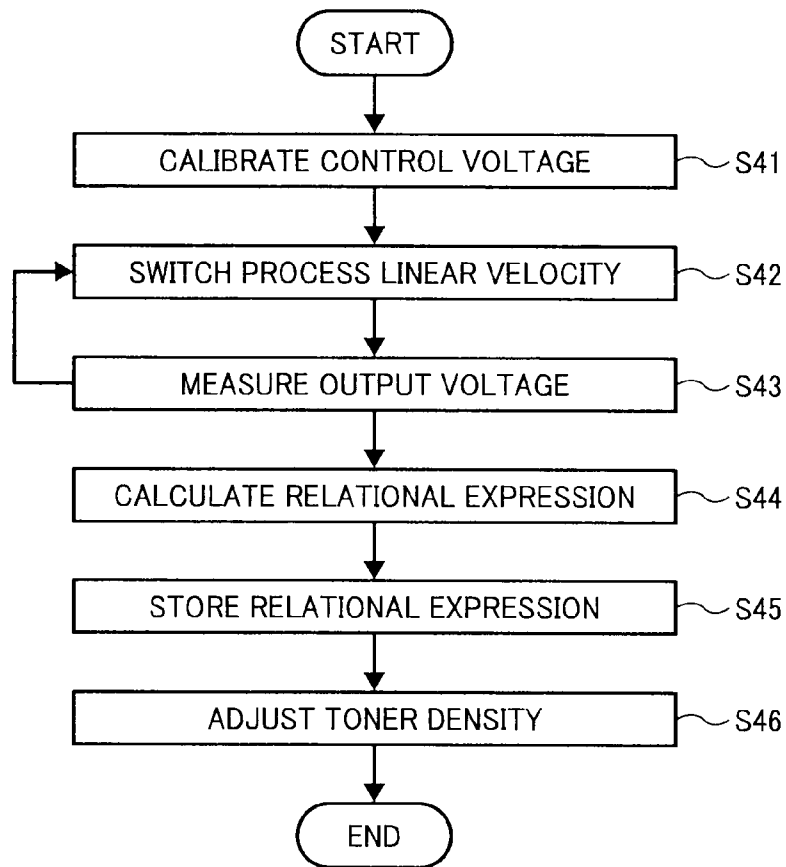 START
CALIBRATE CONTROL VOLTAGE
S41
SWITCH PROCESS LINEAR VELOCITY
S42
MEASURE OUTPUT VOLTAGE
S43
CALCULATE RELATIONAL EXPRESSION
S44
STORE RELATIONAL EXPRESSION
S45
ADJUST TONER DENSITY
S46
END